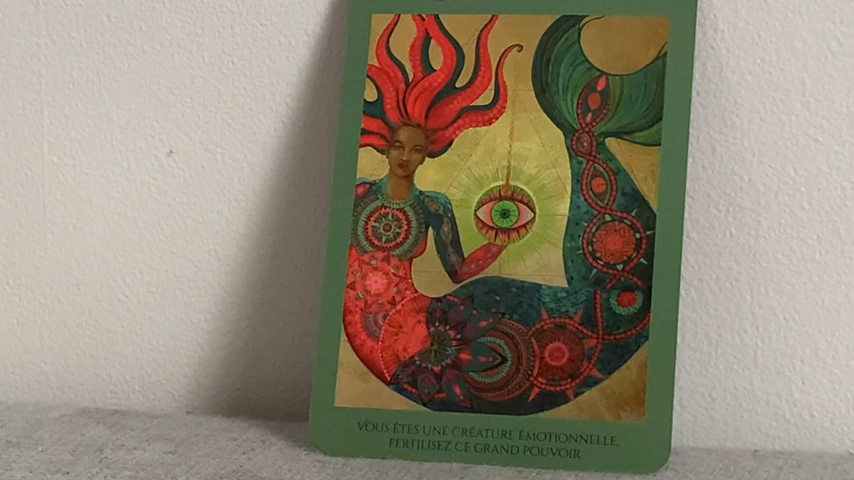 VOUS ÊTES UNE CRÉATURE ÉMOTIONNELLE,
FERTILISEZ CE GRAND POUVOIR.